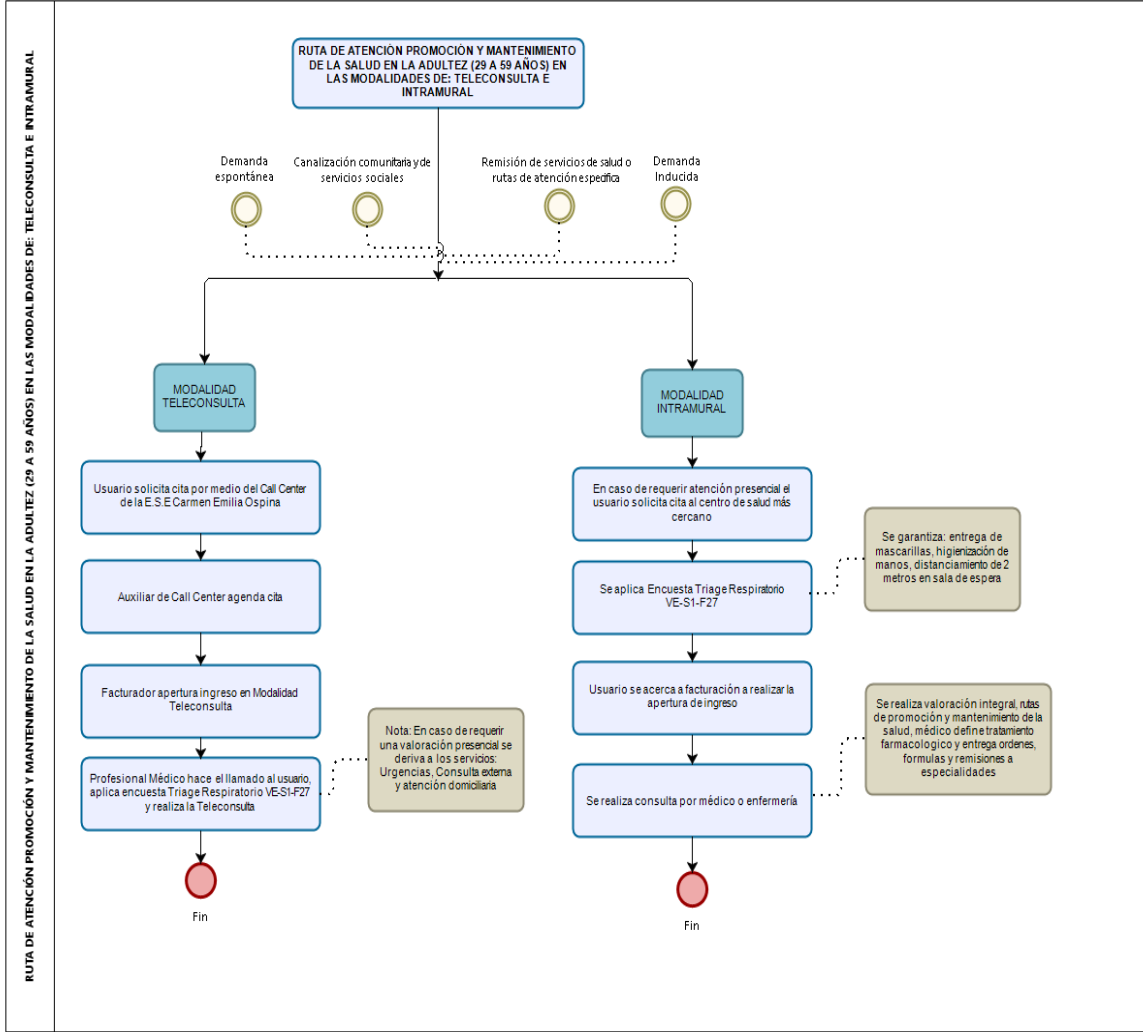 RUTA DE ATENCIÓN PROMOCIÓN Y MANTENIMIENTO DE LA SALUD EN LA ADULTEZ (29 A 59 AÑOS) EN LAS MODALIDADES DE: TELECONSULTA E INTRAMURAL
RUTA DE ATENCIÓN PROMOCIÓN Y MANTENIMIENTO
DE LA SALUD EN LA ADULTEZ (29 A 59 AÑOS) EN
LAS MODALIDADES DE: TELECONSULTA E
INTRAMURAL
Demanda
espontánea
Canalización comunitaria y de
servicios sociales
Remisión de servicios de salud o
rutas de atención especifica
Demanda
Inducida
MODALIDAD
TELECONSULTA
Usuario solicita cita por medio del Call Center
de la E.S.E Carmen Emilia Ospina
Auxiliar de Call Center agenda cita
Facturador apertura ingreso en Modalidad
Teleconsulta
Profesional Médico hace el llamado al usuario,
aplica encuesta Triage Respiratorio VE-S1-F27
y realiza la Teleconsulta
Nota: En caso de requerir
una valoración presencial se
deriva a los servicios:
Urgencias, Consulta externa
y atención domiciliaria
Fin
MODALIDAD
INTRAMURAL
En caso de requerir atención presencial el
usuario solicita cita al centro de salud más
cercano
Se aplica Encuesta Triage Respiratorio
VE-S1-F27
Se garantiza: entrega de
mascarillas, higienización de
manos, distanciamiento de 2
metros en sala de espera
Usuario se acerca a facturación a realizar la
apertura de ingreso
Se realiza consulta por médico o enfermería
Se realiza valoración integral, rutas
de promoción y mantenimiento de la
salud, médico define tratamiento
farmacologico y entrega ordenes,
formulas y remisiones a
especialidades
Fin